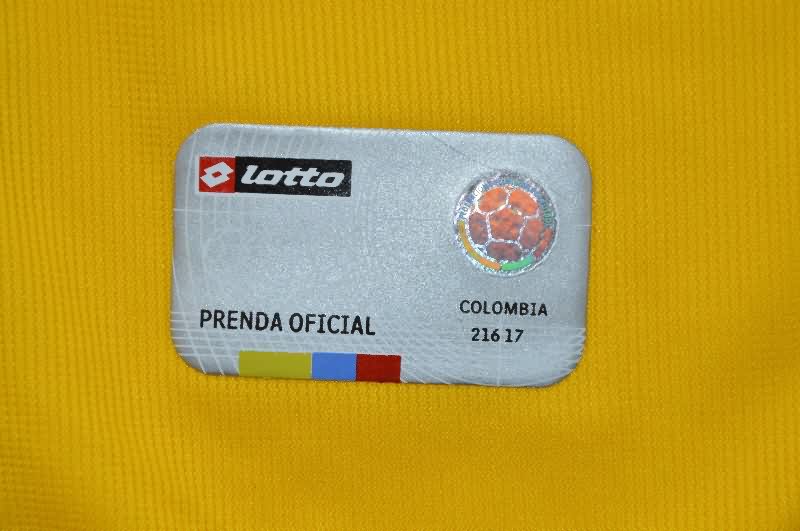 lotto
PRENDA OFICIAL
COLOMBIA
216 17